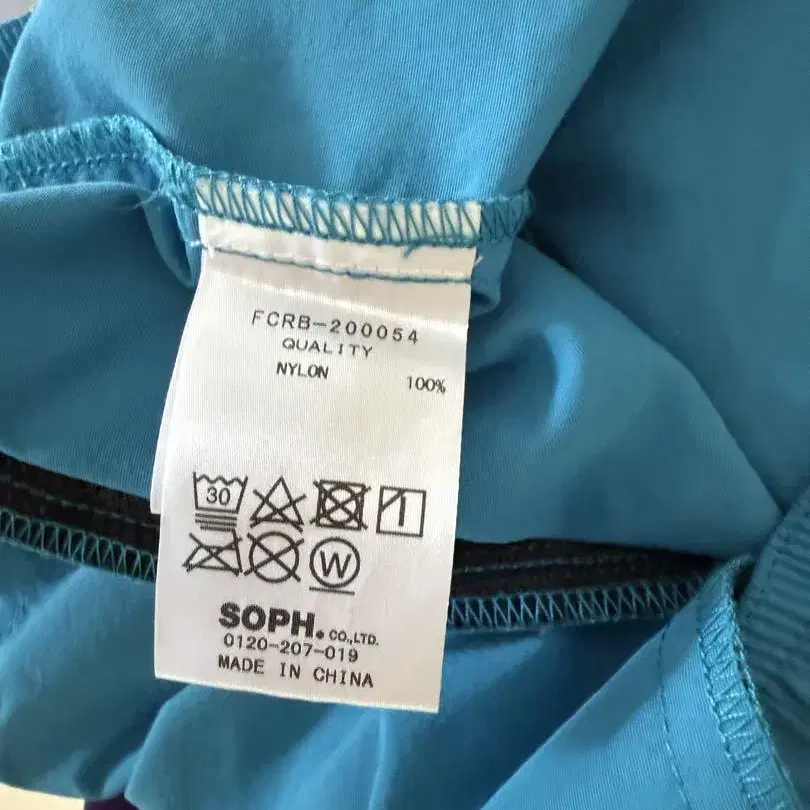 FCRB-200054
QUALITY
NYLON 100%
30
W
SOPH. CO.,LTD.
0120-207-019
MADE IN CHINA